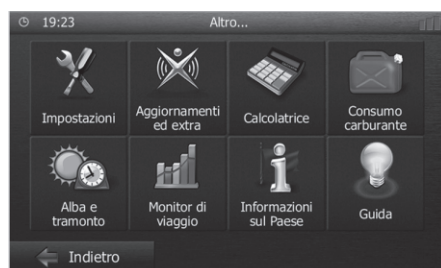 19:23 Altro...
Impostazioni
Aggiornamenti
ed extra
Calcolatrice
Consumo
carburante
Alba e
tramonto
Monitor di
viaggio
Informazioni
sul Paese
Guida
Indietro